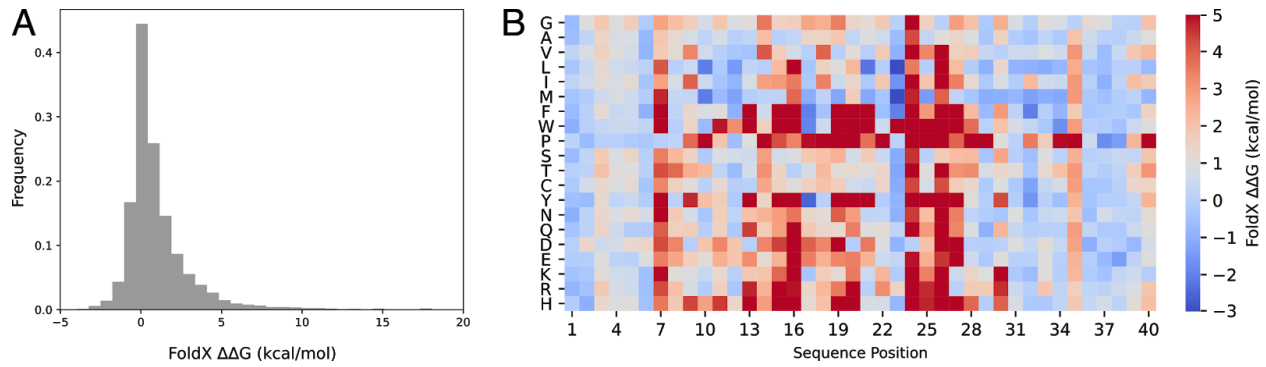 A
Frequency
0.4
0.3
0.2
0.1
0.0
−5 0 5 10 15 20
FoldX ΔΔG (kcal/mol)
B
G
A
V
L
I
M
F
W
P
S
T
C
Y
N
Q
D
E
K
R
H
1 4 7 10 13 16 19 22 25 28 31 34 37 40
Sequence Position
5
4
3
2
1
0
−1
−2
−3
FoldX ΔΔG (kcal/mol)